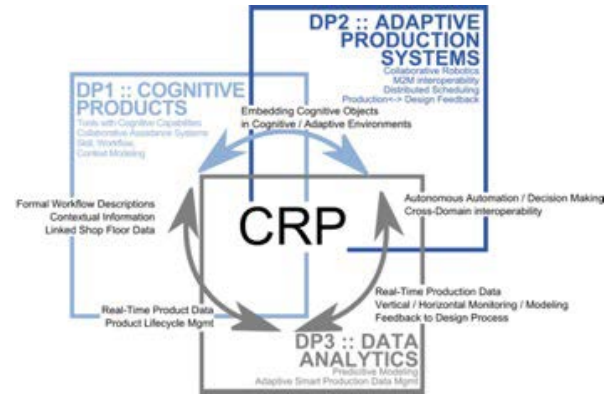 DP2 :: ADAPTIVE
PRODUCTION
SYSTEMS
Collaborative Robotics
M2M interoperability
Distributed Scheduling
Production<-> Design Feedback
DP1 :: COGNITIVE
PRODUCTS
Tools with Cognitive Capabilities
Collaborative Assistance Systems
Skill, Workflow,
Context Modeling
Embedding Cognitive Objects
in Cognitive / Adaptive Environments
Formal Workflow Descriptions
Contextual Information
Linked Shop Floor Data
CRP
Autonomous Automation / Decision Making
Cross-Domain interoperability
Real-Time Product Data
Product Lifecycle Mgmt
Real-Time Production Data
Vertical / Horizontal Monitoring / Modeling
Feedback to Design Process
DP3 :: DATA
ANALYTICS
Predicitive Modeling
Adaptive Smart Production Data Mgmt